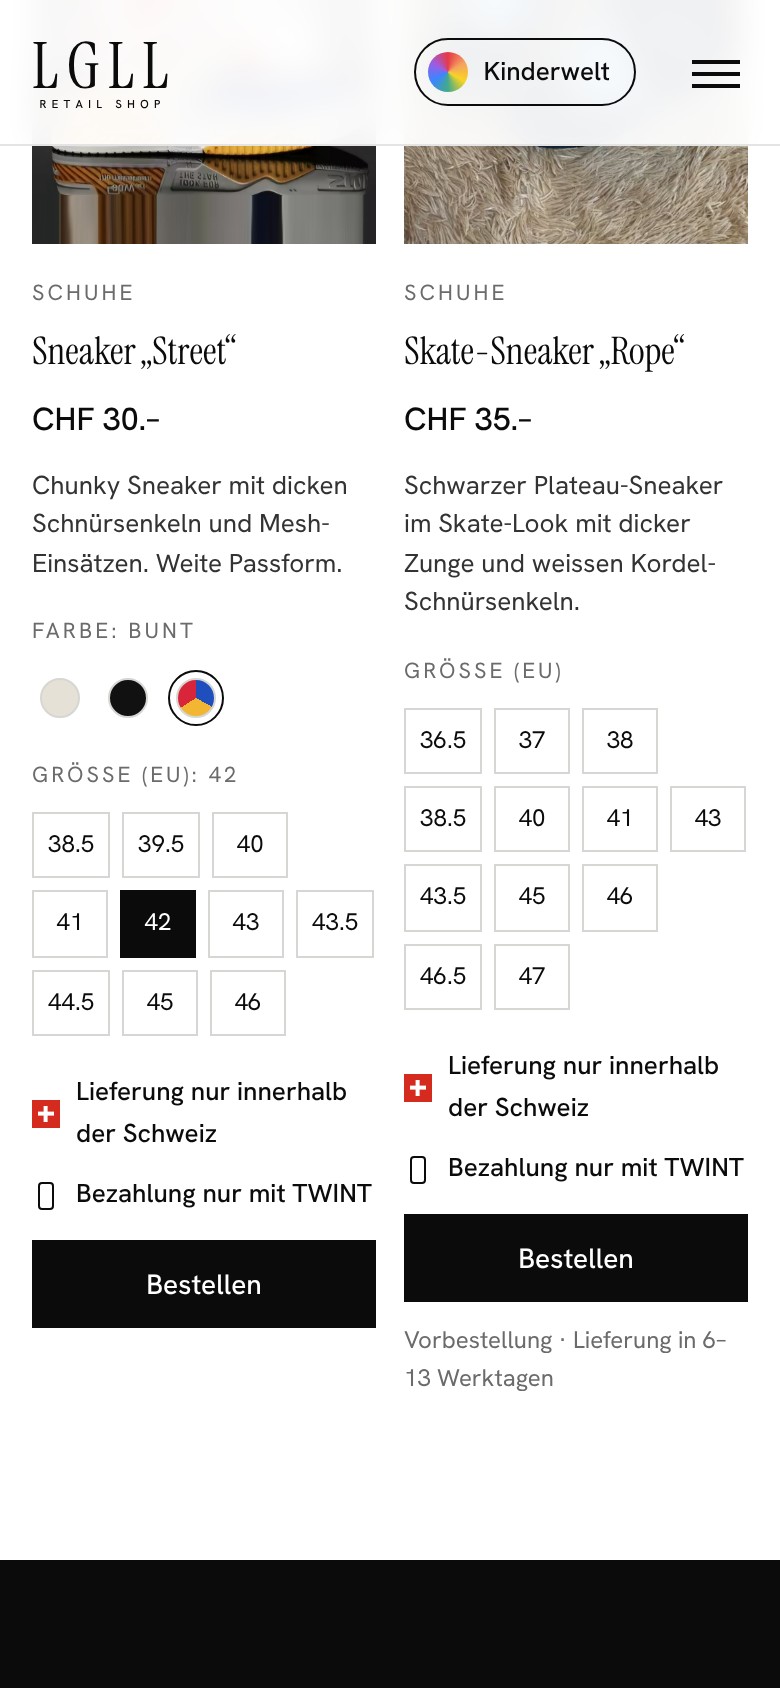 LGLL
RETAIL SHOP
Kinderwelt
SCHUHE
Sneaker „Street“
CHF 30.–
Chunky Sneaker mit dicken
Schnürsenkeln und Mesh-
Einsätzen. Weite Passform.
FARBE: BUNT
GRÖSSE (EU): 42
38.5 39.5 40
41 42 43 43.5
44.5 45 46
Lieferung nur innerhalb
der Schweiz
Bezahlung nur mit TWINT
Bestellen
SCHUHE
Skate-Sneaker „Rope“
CHF 35.–
Schwarzer Plateau-Sneaker
im Skate-Look mit dicker
Zunge und weissen Kordel-
Schnürsenkeln.
GRÖSSE (EU)
36.5 37 38
38.5 40 41 43
43.5 45 46
46.5 47
Lieferung nur innerhalb
der Schweiz
Bezahlung nur mit TWINT
Bestellen
Vorbestellung · Lieferung in 6–
13 Werktagen